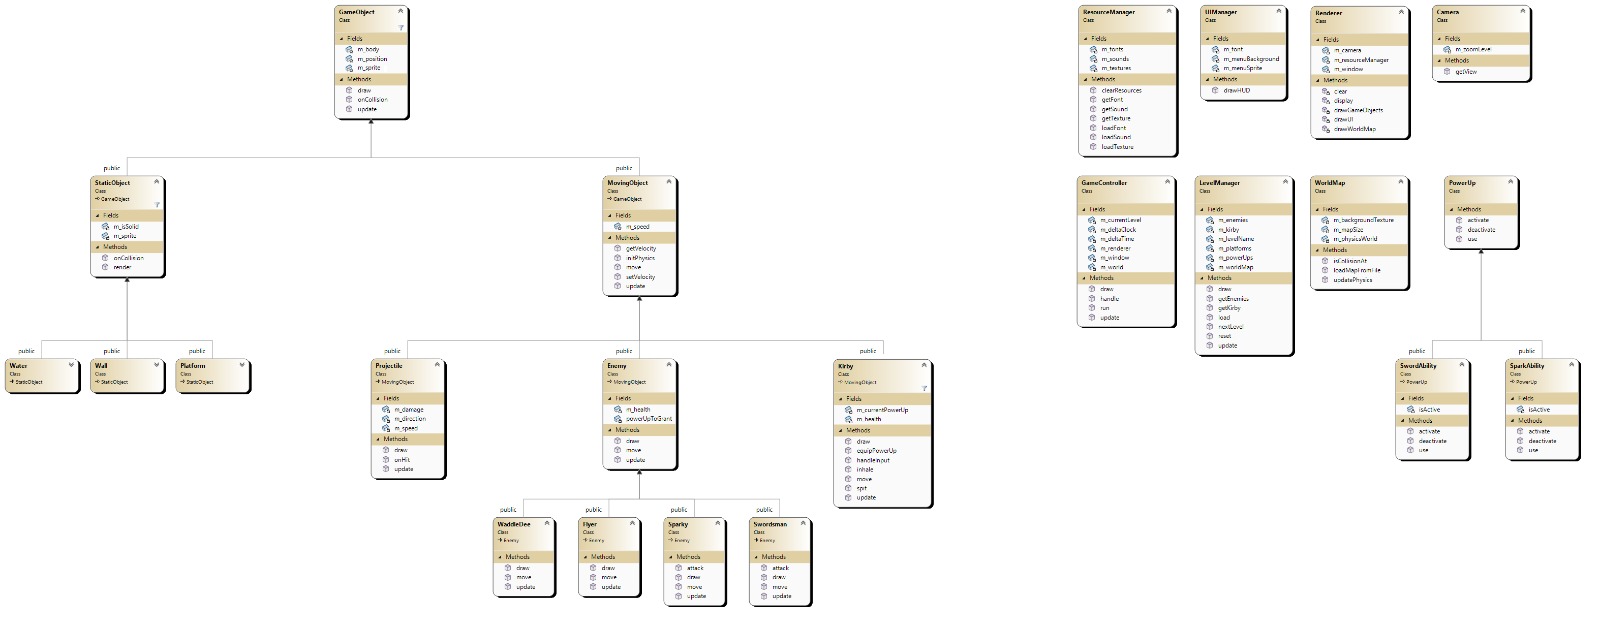 GameObject
Class
Fields
m_body
m_position
m_sprite
Methods
draw
onCollision
update
ResourceManager
Class
Fields
m_fonts
m_sounds
m_textures
Methods
clearResources
getFont
getSound
getTexture
loadFont
loadSound
loadTexture
UIManager
Class
Fields
m_font
m_menuBackground
m_menuSprite
Methods
drawHUD
Renderer
Class
Fields
m_camera
m_resourceManager
m_window
Methods
clear
display
drawGameObjects
drawUI
drawWorldMap
Camera
Class
Fields
m_zoomLevel
Methods
getView
public
StaticObject
Class
GameObject
Fields
m_isSolid
m_sprite
Methods
onCollision
render
public
MovingObject
Class
GameObject
Fields
m_speed
Methods
getVelocity
initPhysics
move
setVelocity
update
GameController
Class
Fields
m_currentLevel
m_deltaClock
m_deltaTime
m_renderer
m_window
m_world
Methods
draw
handle
run
update
LevelManager
Class
Fields
m_enemies
m_kirby
m_levelName
m_platforms
m_powerUps
m_worldMap
Methods
draw
getEnemies
getKirby
load
nextLevel
reset
update
WorldMap
Class
Fields
m_backgroundTexture
m_mapSize
m_physicsWorld
Methods
isCollisionAt
loadMapFromFile
updatePhysics
PowerUp
Class
Methods
activate
deactivate
use
public
Water
Class
StaticObject
public
Wall
Class
StaticObject
public
Platform
Class
StaticObject
public
Projectile
Class
MovingObject
Fields
m_damage
m_direction
m_speed
Methods
draw
onHit
update
public
Enemy
Class
MovingObject
Fields
m_health
powerUpToGrant
Methods
draw
move
update
public
Kirby
Class
MovingObject
Fields
m_currentPowerUp
m_health
Methods
draw
equipPowerUp
handleInput
inhale
move
spit
update
public
SwordAbility
Class
PowerUp
Fields
isActive
Methods
activate
deactivate
use
public
SparkAbility
Class
PowerUp
Fields
isActive
Methods
activate
deactivate
use
public
WaddleDee
Class
Enemy
Methods
draw
move
update
public
Flyer
Class
Enemy
Methods
draw
move
update
public
Sparky
Class
Enemy
Methods
attack
draw
move
update
public
Swordsman
Class
Enemy
Methods
attack
draw
move
update